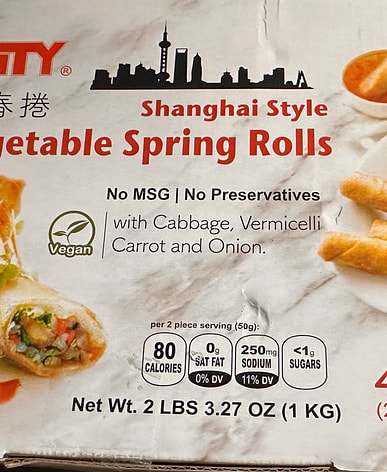 ®
春捲
Shanghai Style
getable Spring Rolls
No MSG | No Preservatives
Vegan
with Cabbage, Vermicelli
Carrot and Onion.
per 2 piece serving (50g):
80
CALORIES
0g
SAT FAT
0% DV
250mg
SODIUM
11% DV
<1g
SUGARS
Net Wt. 2 LBS 3.27 OZ (1 KG)